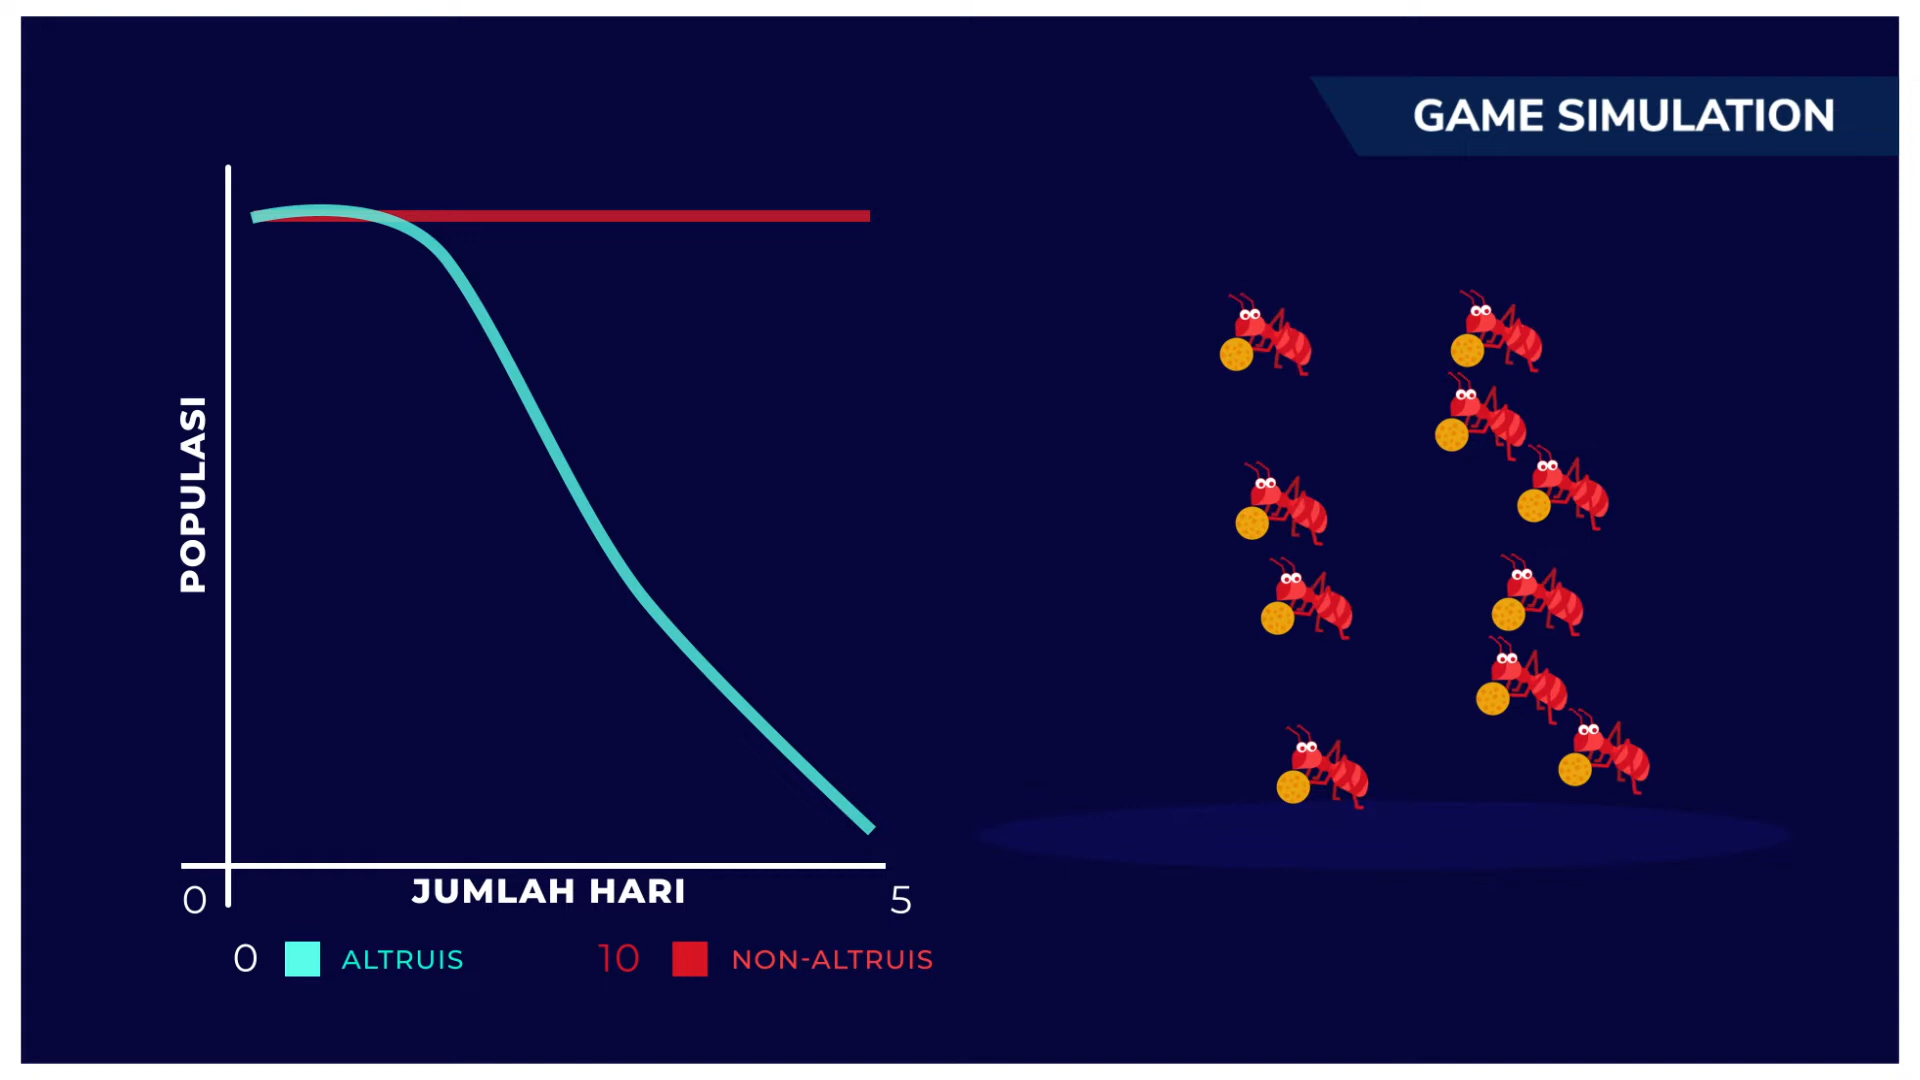 GAME SIMULATION
POPULASI
0
JUMLAH HARI
5
0 ALTRUIS
10 NON-ALTRUIS